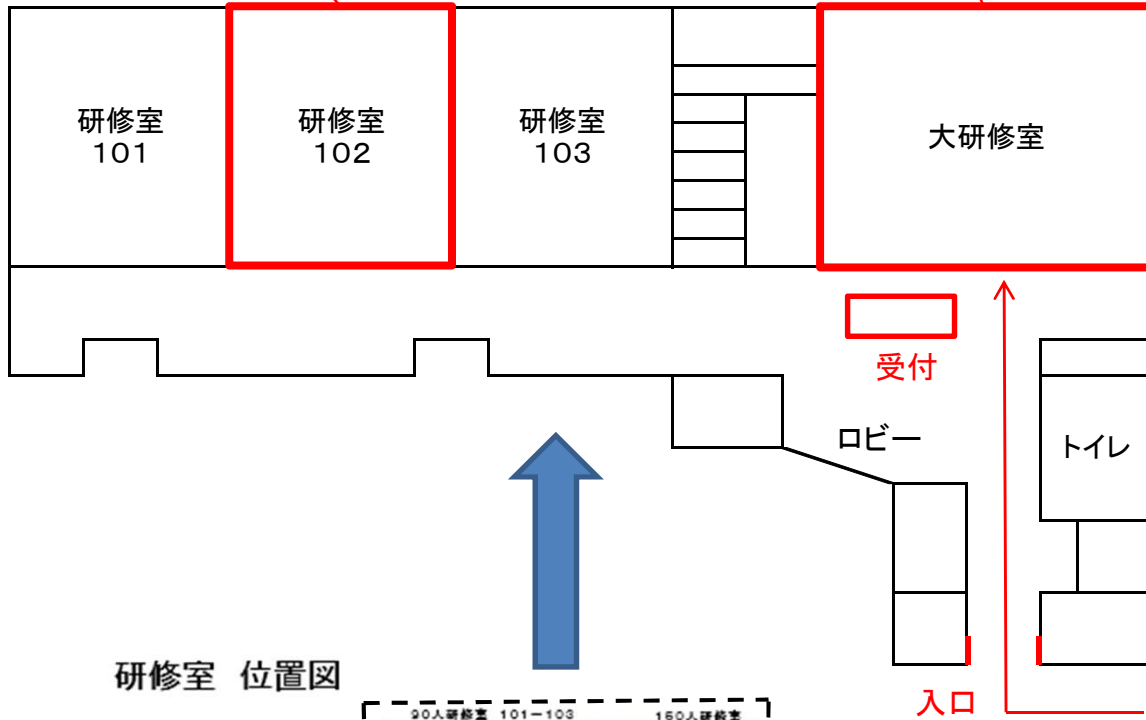 研修室
101
研修室
102
研修室
103
大研修室
受付
ロビー
トイレ
研修室 位置図
入口
90人研修室 101-103
150人研修室